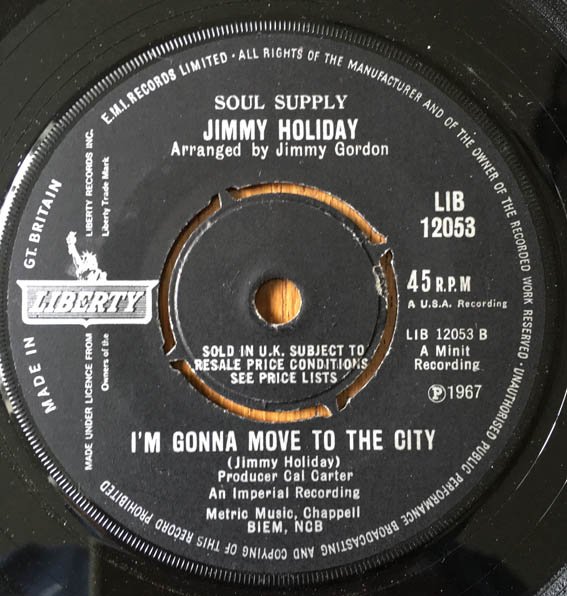 E.M.I. RECORDS LIMITED · ALL RIGHTS OF THE MANUFACTURER AND OF THE OWNER OF THE RECORDED WORK RESERVED · UNAUTHORISED PUBLIC PERFORMANCE BROADCASTING AND COPYING OF THIS RECORD PROHIBITED
MADE IN GT. BRITAIN
SOUL SUPPLY
JIMMY HOLIDAY
Arranged by Jimmy Gordon
MADE UNDER LICENCE FROM LIBERTY RECORDS INC.
Owners of the Liberty Trade Mark
LIBERTY
LIB
12053
45 R.P.M
A U.S.A. Recording
LIB 12053 B
A Minit
Recording
Ⓟ1967
SOLD IN U.K. SUBJECT TO
RESALE PRICE CONDITIONS
SEE PRICE LISTS
I'M GONNA MOVE TO THE CITY
(Jimmy Holiday)
Producer Cal Carter
An Imperial Recording
Metric Music, Chappell
BIEM, NCB